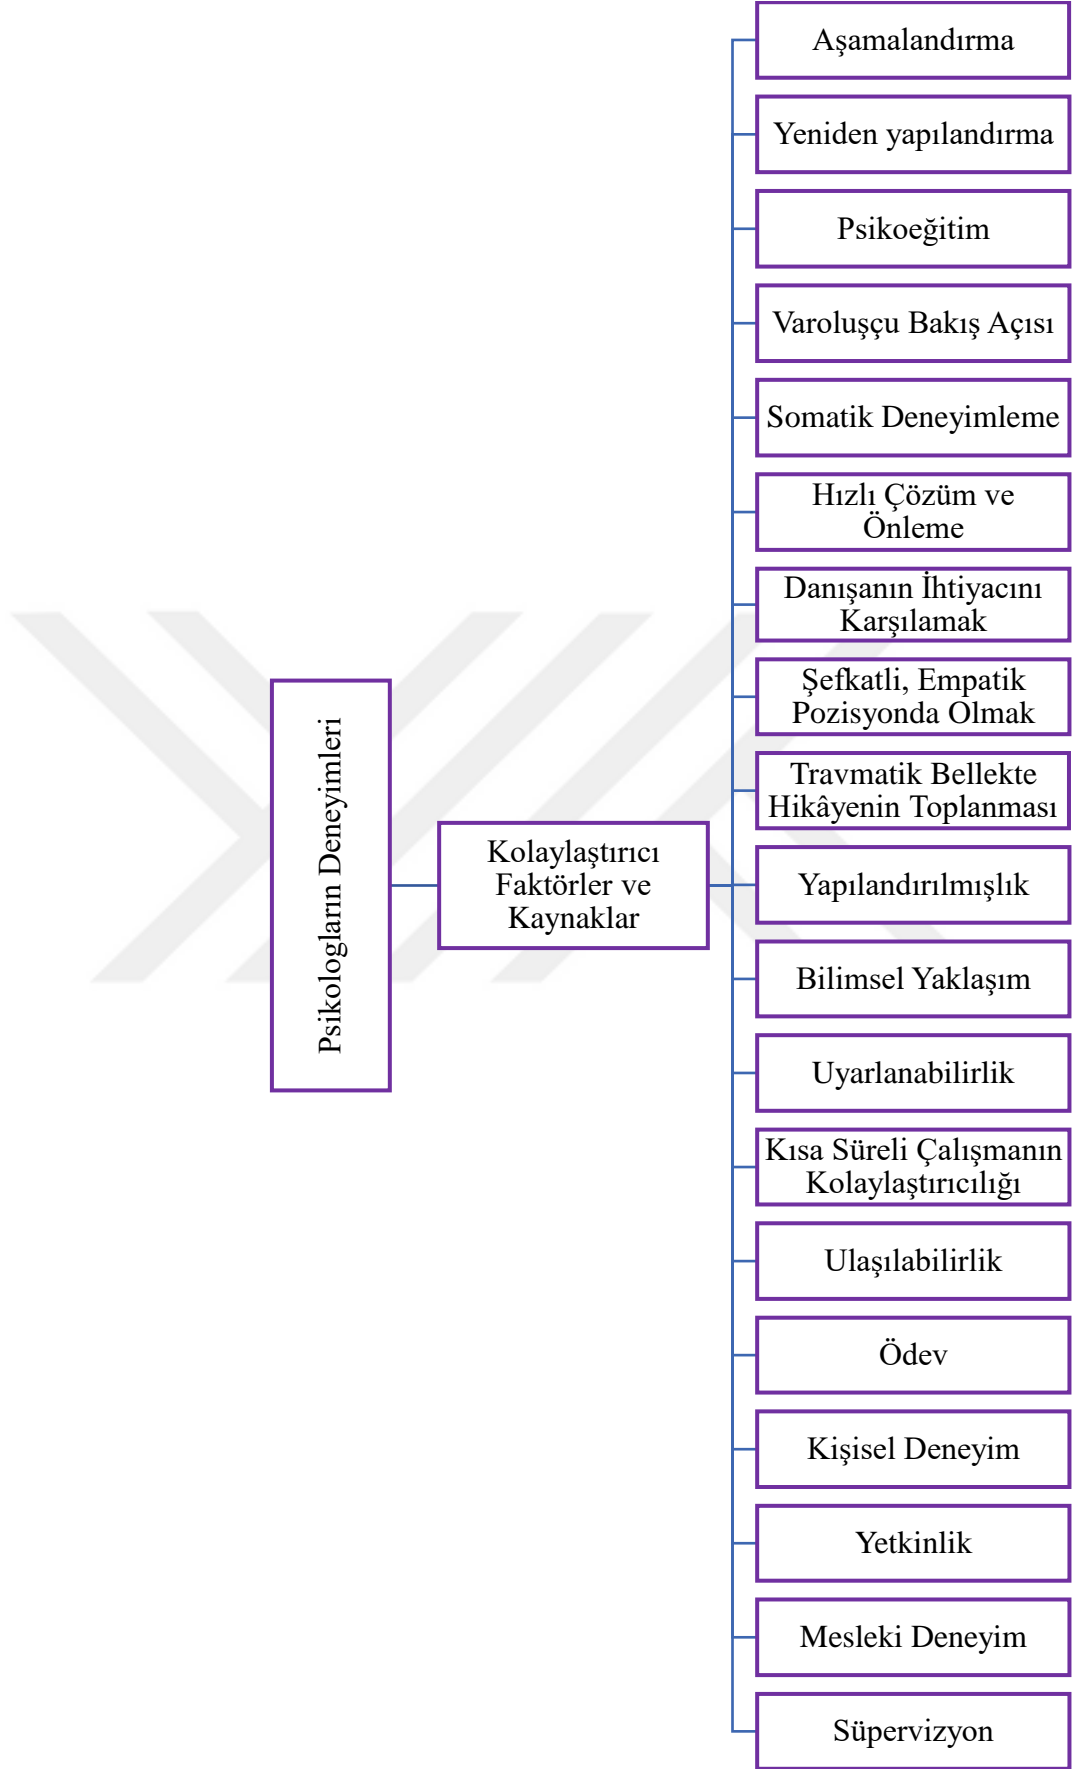 Psikologların Deneyimleri
Kolaylaştırıcı
Faktörler ve
Kaynaklar
Aşamalandırma
Yeniden yapılandırma
Psikoeğitim
Varoluşçu Bakış Açısı
Somatik Deneyimleme
Hızlı Çözüm ve
Önleme
Danışanın İhtiyacını
Karşılamak
Şefkatli, Empatik
Pozisyonda Olmak
Travmatik Bellekte
Hikâyenin Toplanması
Yapılandırılmışlık
Bilimsel Yaklaşım
Uyarlanabilirlik
Kısa Süreli Çalışmanın
Kolaylaştırıcılığı
Ulaşılabilirlik
Ödev
Kişisel Deneyim
Yetkinlik
Mesleki Deneyim
Süpervizyon